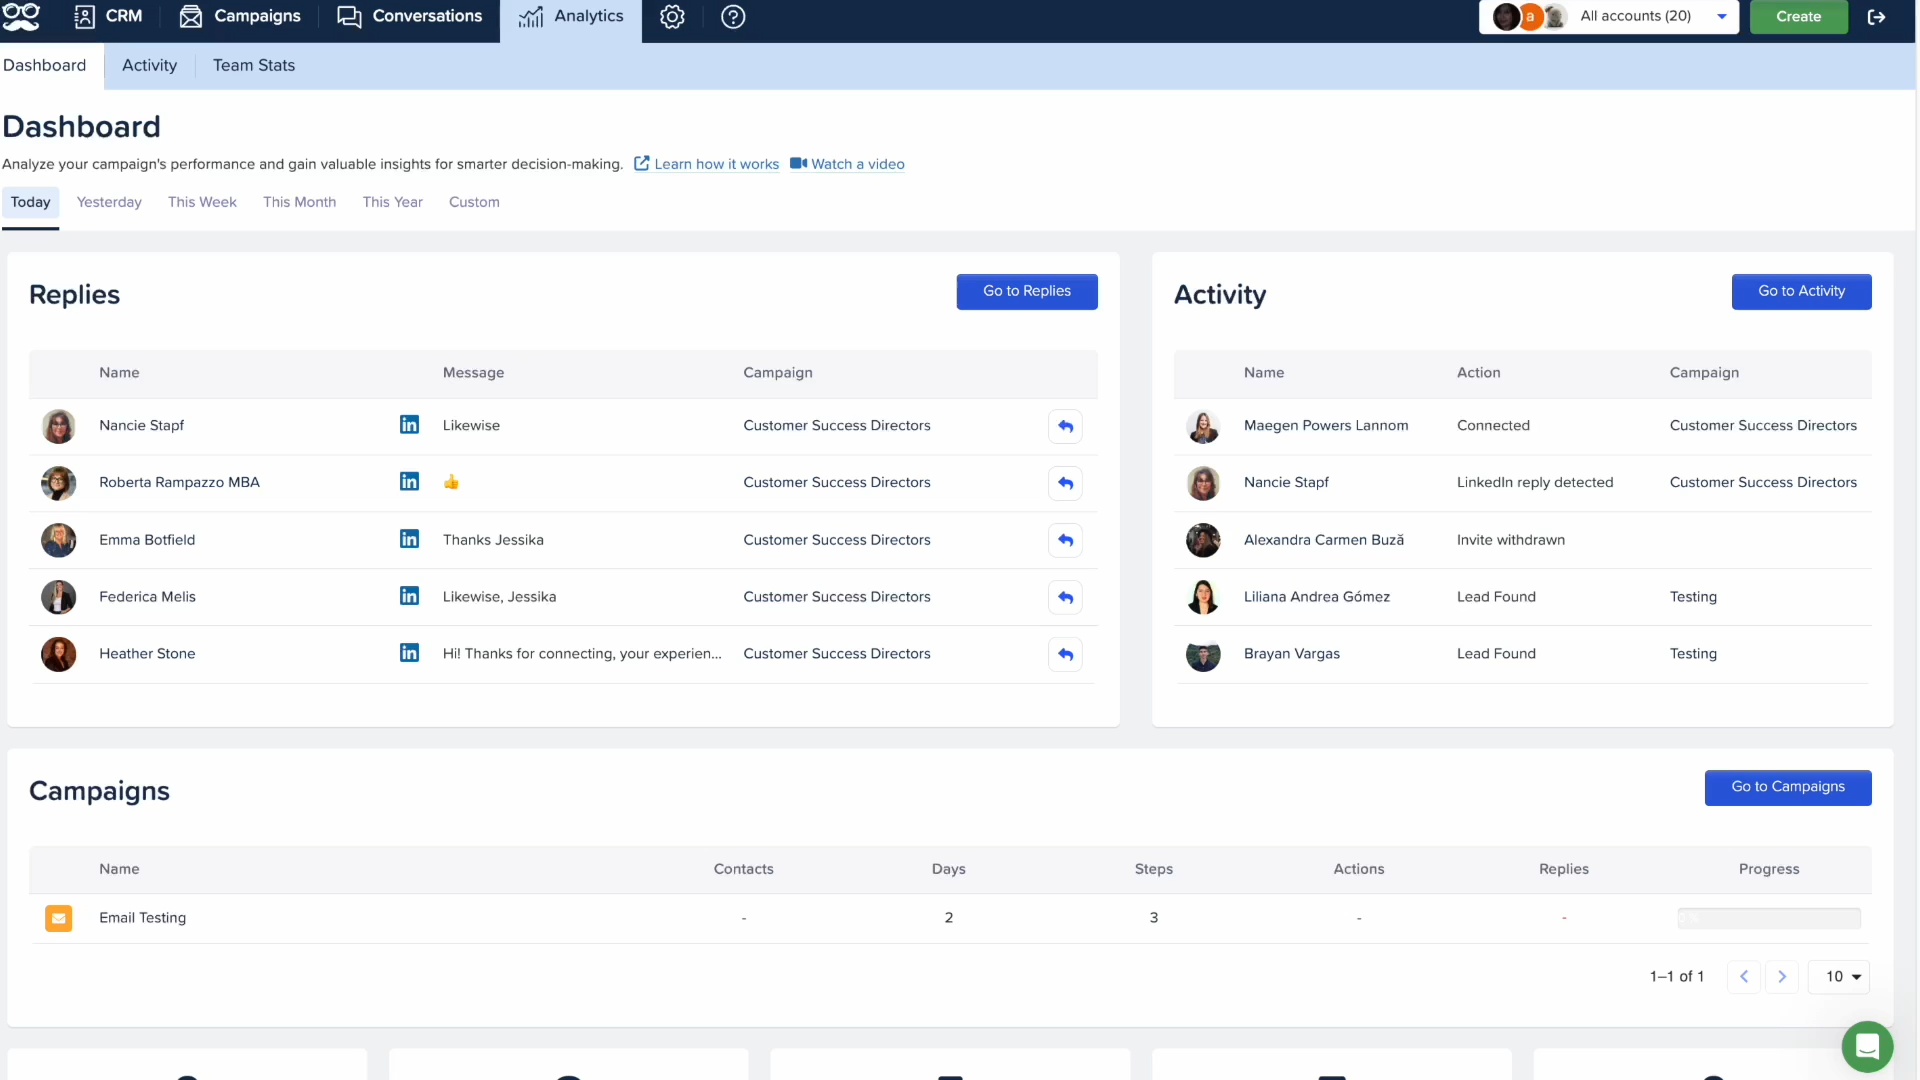 CRM Campaigns Conversations Analytics a All accounts (20) Create
Dashboard Activity Team Stats
Dashboard
Analyze your campaign's performance and gain valuable insights for smarter decision-making. Learn how it works Watch a video
Today Yesterday This Week This Month This Year Custom
Replies Go to Replies
Name Message Campaign
Nancie Stapf in Likewise Customer Success Directors
Roberta Rampazzo MBA in 👍 Customer Success Directors
Emma Botfield in Thanks Jessika Customer Success Directors
Federica Melis in Likewise, Jessika Customer Success Directors
Heather Stone in Hi! Thanks for connecting, your experien... Customer Success Directors
Activity Go to Activity
Name Action Campaign
Maegen Powers Lannom Connected Customer Success Directors
Nancie Stapf LinkedIn reply detected Customer Success Directors
Alexandra Carmen Buză Invite withdrawn
Liliana Andrea Gómez Lead Found Testing
Brayan Vargas Lead Found Testing
Campaigns Go to Campaigns
Name Contacts Days Steps Actions Replies Progress
Email Testing - 2 3 - -
1–1 of 1 10